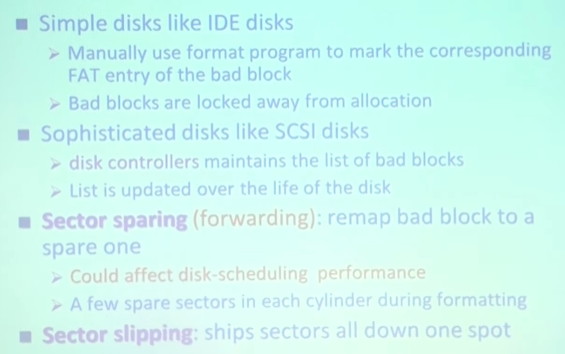 Simple disks like IDE disks
Manually use format program to mark the corresponding
FAT entry of the bad block
Bad blocks are locked away from allocation
Sophisticated disks like SCSI disks
disk controllers maintains the list of bad blocks
List is updated over the life of the disk
Sector sparing (forwarding): remap bad block to a
spare one
Could affect disk-scheduling performance
A few spare sectors in each cylinder during formatting
Sector slipping: ships sectors all down one spot